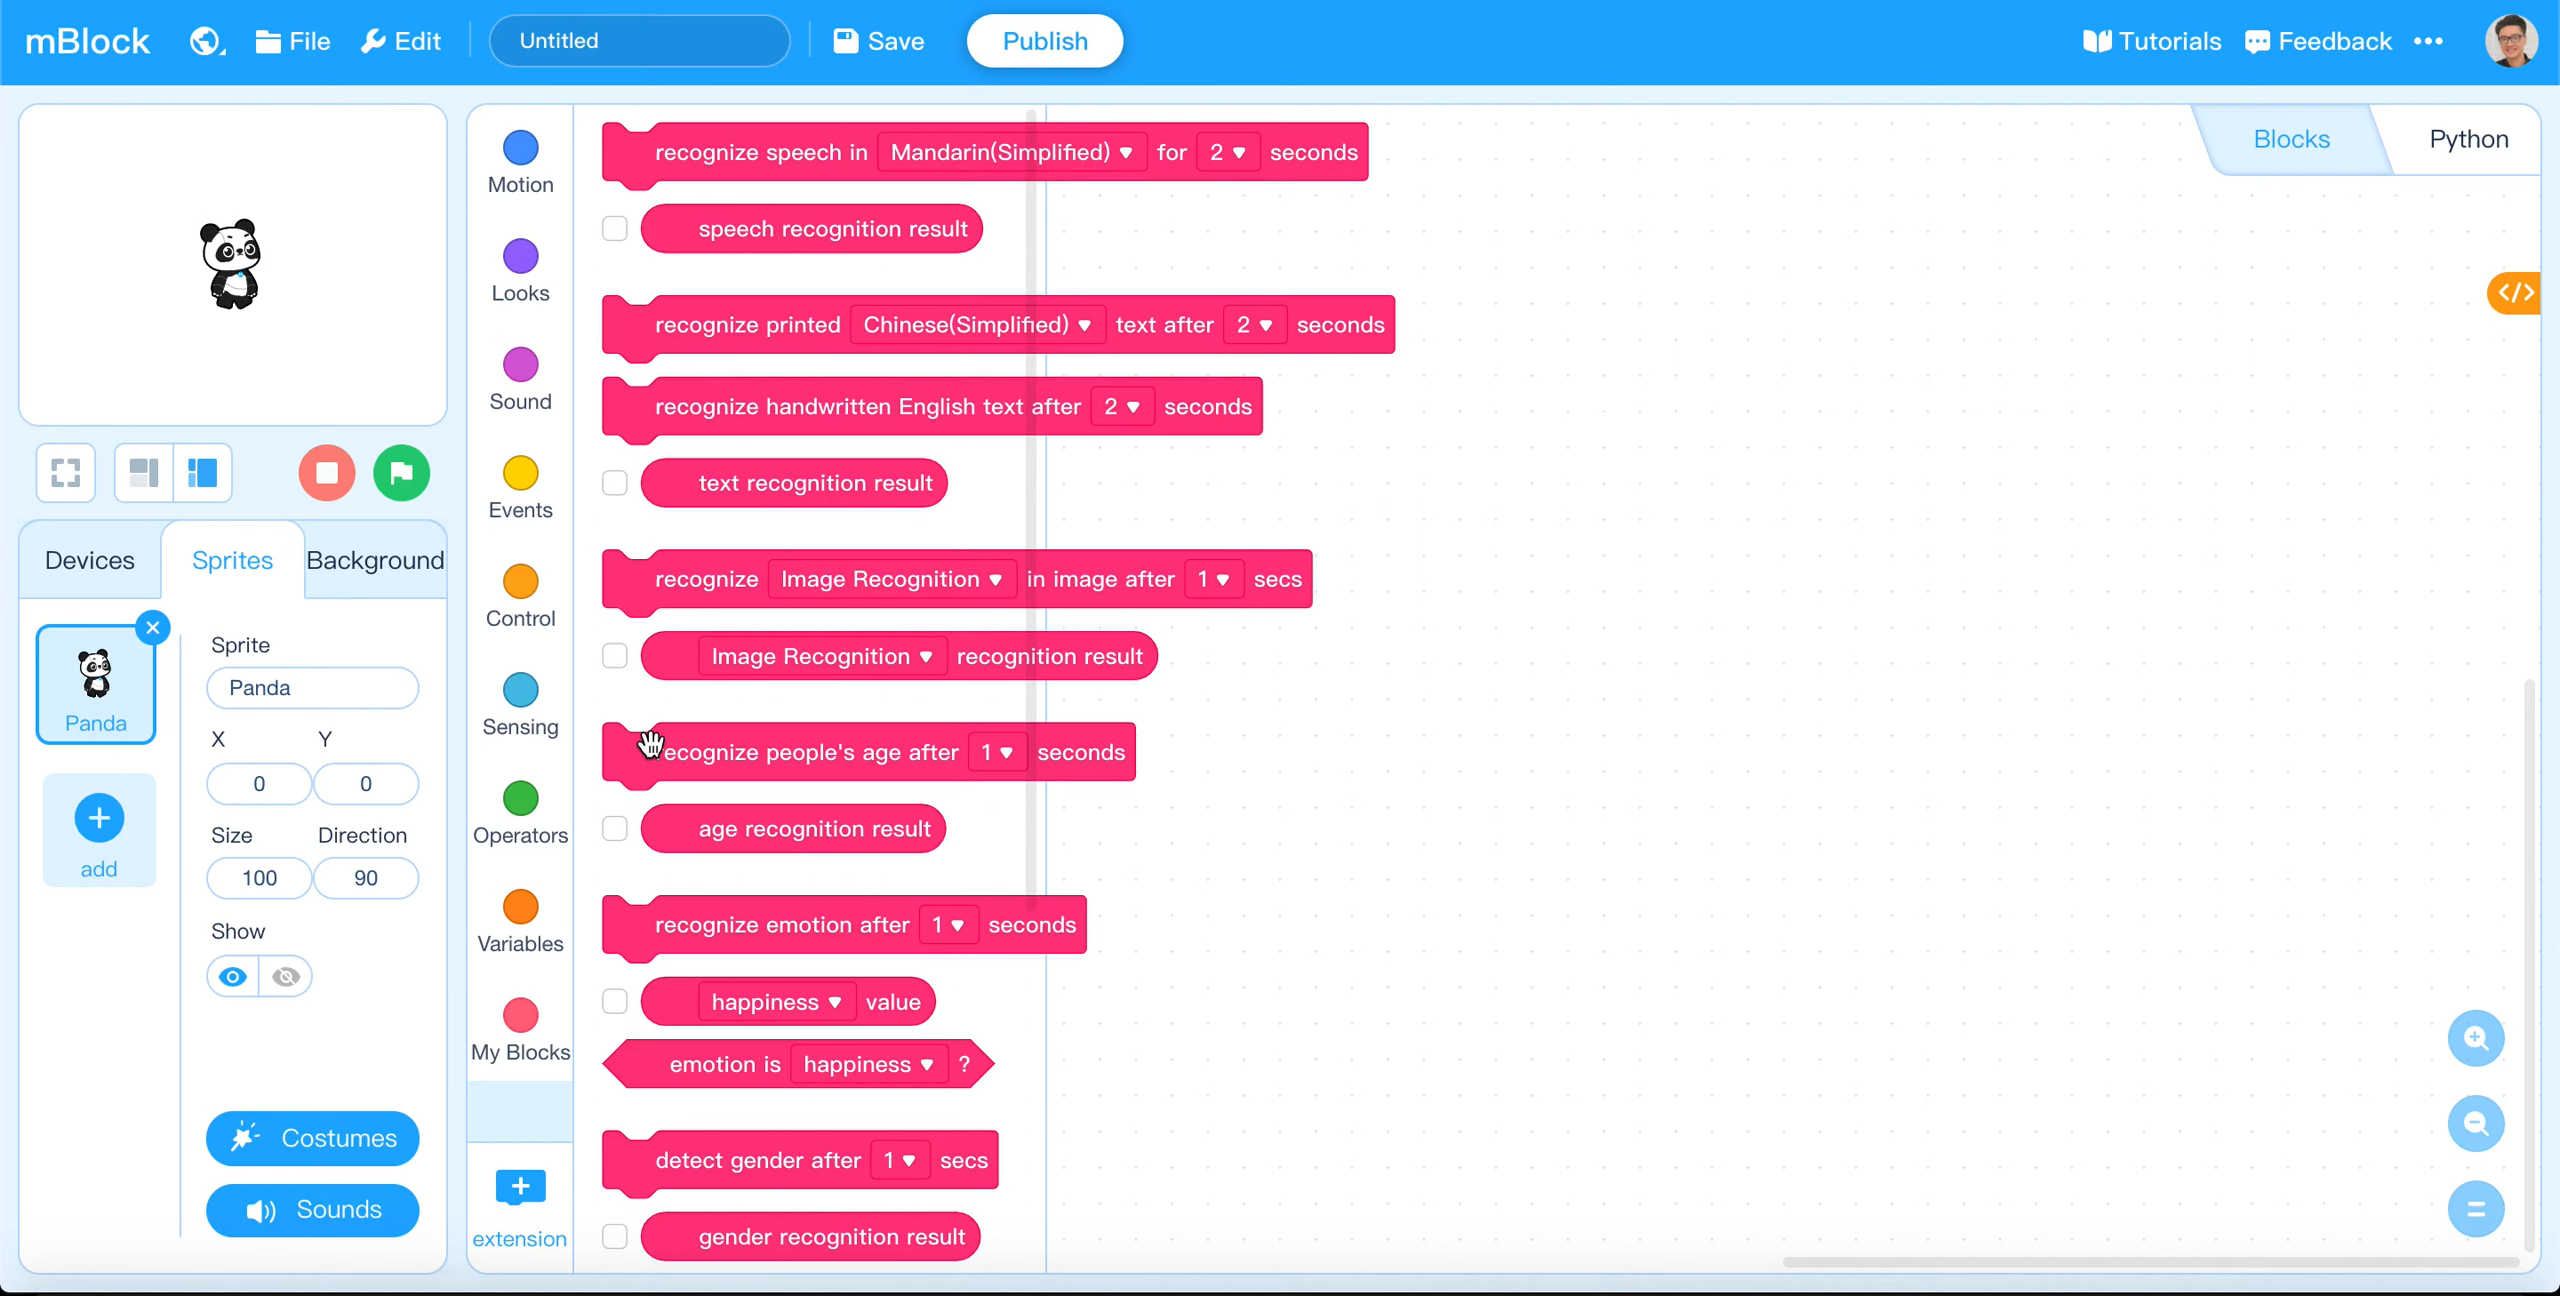 mBlock File Edit Untitled Save Publish Tutorials Feedback
Blocks Python
Motion
Looks
Sound
Events
Control
Sensing
Operators
Variables
My Blocks
extension
recognize speech in Mandarin(Simplified) for 2 seconds
speech recognition result
recognize printed Chinese(Simplified) text after 2 seconds
recognize handwritten English text after 2 seconds
text recognition result
recognize Image Recognition in image after 1 secs
Image Recognition recognition result
ecognize people's age after 1 seconds
age recognition result
recognize emotion after 1 seconds
happiness value
emotion is happiness ?
detect gender after 1 secs
gender recognition result
Devices Sprites Background
Panda
add
Sprite
Panda
X Y
0 0
Size Direction
100 90
Show
Costumes
Sounds